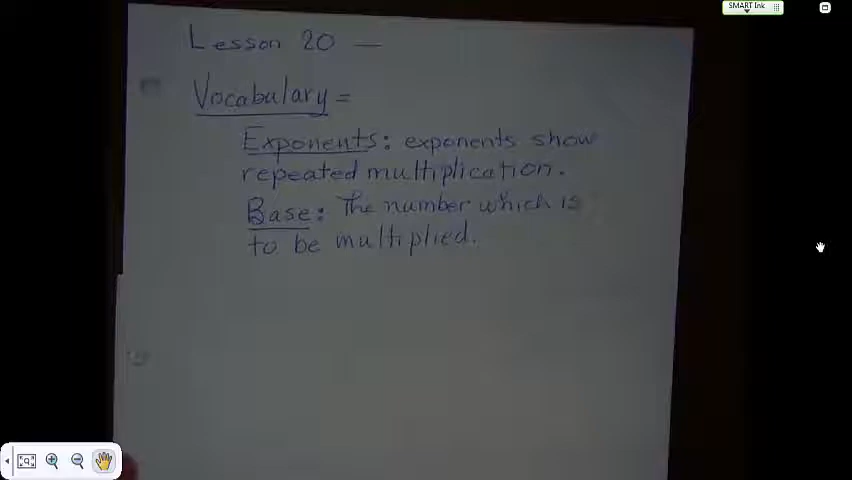 SMART Ink
Lesson 20 —
Vocabulary =
Exponents: exponents show
repeated multiplication.
Base: The number which is
to be multiplied.